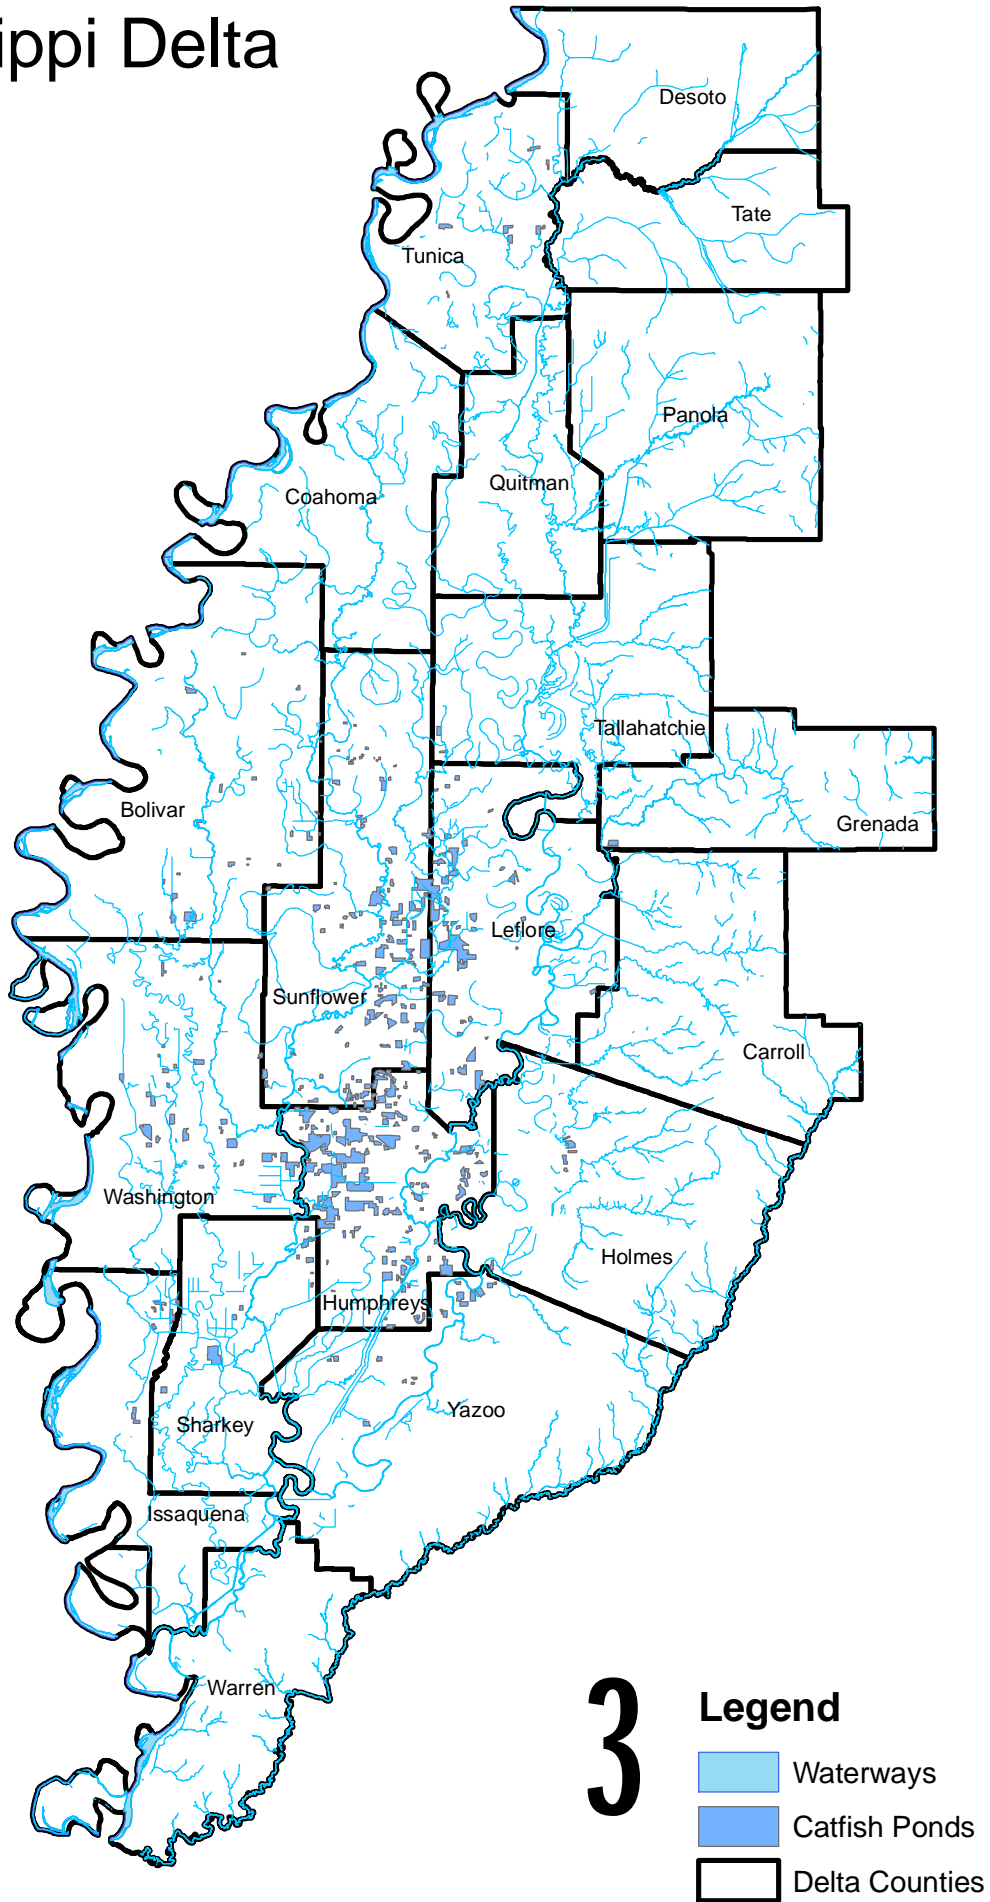 ippi Delta
Desoto
Tate
Tunica
Panola
Quitman
Coahoma
Tallahatchie
Bolivar
Grenada
Leflore
Sunflower
Carroll
Washington
Holmes
Humphreys
Yazoo
Sharkey
Issaquena
Warren
3
Legend
Waterways
Catfish Ponds
Delta Counties